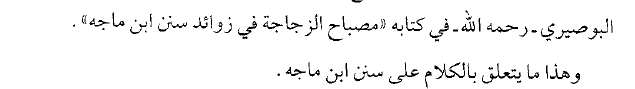 البوصيري ـ رحمه الله ـ في كتابه «مصباح الزجاجة في زوائد سنن ابن ماجه» .
وهذا ما يتعلق بالكلام على سنن ابن ماجه .